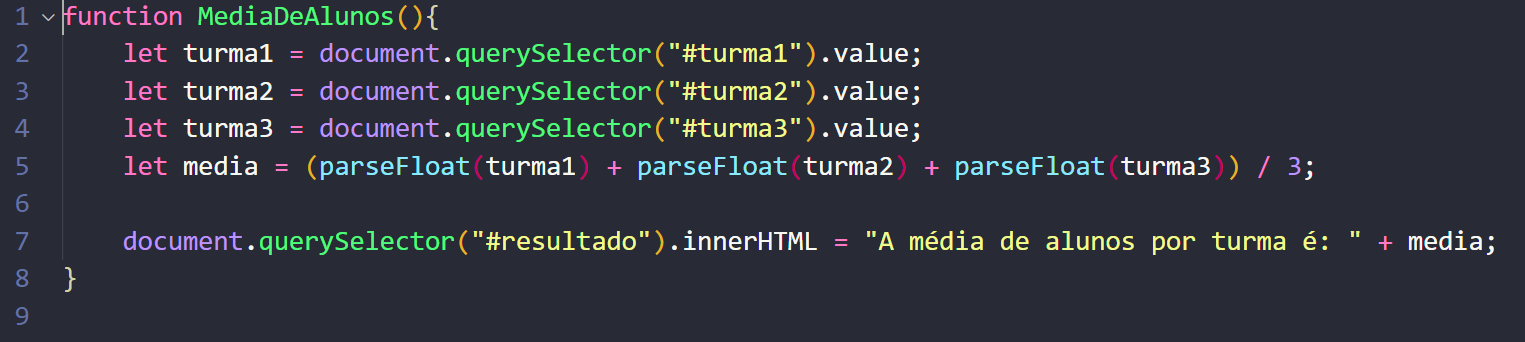 1 function MediaDeAlunos(){
2 let turma1 = document.querySelector("#turma1").value;
3 let turma2 = document.querySelector("#turma2").value;
4 let turma3 = document.querySelector("#turma3").value;
5 let media = (parseFloat(turma1) + parseFloat(turma2) + parseFloat(turma3)) / 3;
6
7 document.querySelector("#resultado").innerHTML = "A média de alunos por turma é: " + media;
8 }
9